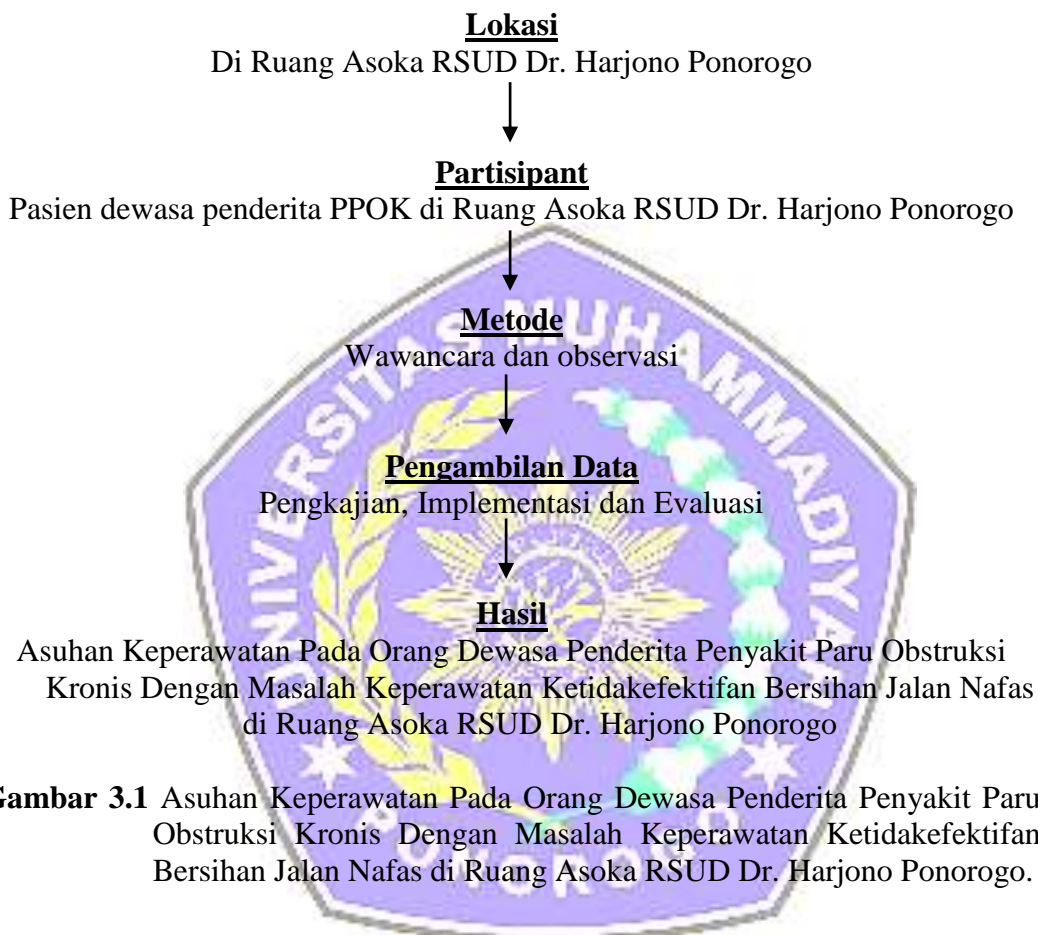 Lokasi
Di Ruang Asoka RSUD Dr. Harjono Ponorogo
Partisipant
Pasien dewasa penderita PPOK di Ruang Asoka RSUD Dr. Harjono Ponorogo
Metode
Wawancara dan observasi
Pengambilan Data
Pengkajian, Implementasi dan Evaluasi
Hasil
Asuhan Keperawatan Pada Orang Dewasa Penderita Penyakit Paru Obstruksi
Kronis Dengan Masalah Keperawatan Ketidakefektifan Bersihan Jalan Nafas
di Ruang Asoka RSUD Dr. Harjono Ponorogo
Gambar 3.1 Asuhan Keperawatan Pada Orang Dewasa Penderita Penyakit Paru
Obstruksi Kronis Dengan Masalah Keperawatan Ketidakefektifan
Bersihan Jalan Nafas di Ruang Asoka RSUD Dr. Harjono Ponorogo.
UNIVERSITAS MUHAMMADIYAH